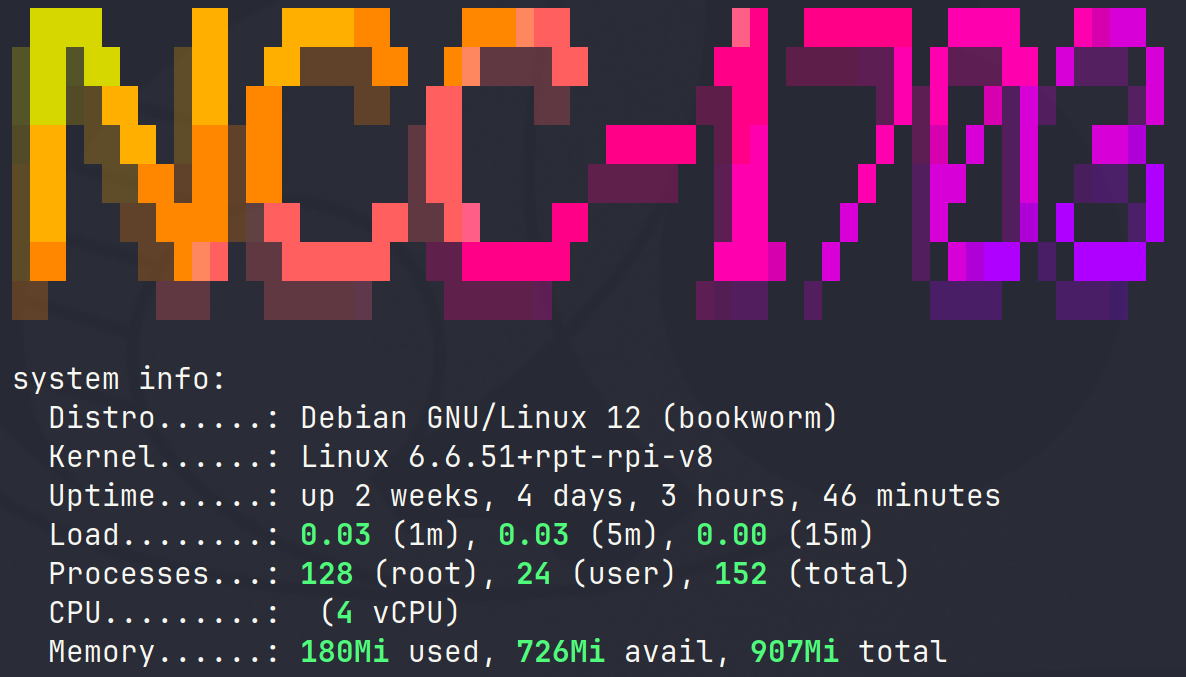 NCC-1703
system info:
  Distro......: Debian GNU/Linux 12 (bookworm)
  Kernel......: Linux 6.6.51+rpt-rpi-v8
  Uptime......: up 2 weeks, 4 days, 3 hours, 46 minutes
  Load........: 0.03 (1m), 0.03 (5m), 0.00 (15m)
  Processes...: 128 (root), 24 (user), 152 (total)
  CPU.........:  (4 vCPU)
  Memory......: 180Mi used, 726Mi avail, 907Mi total